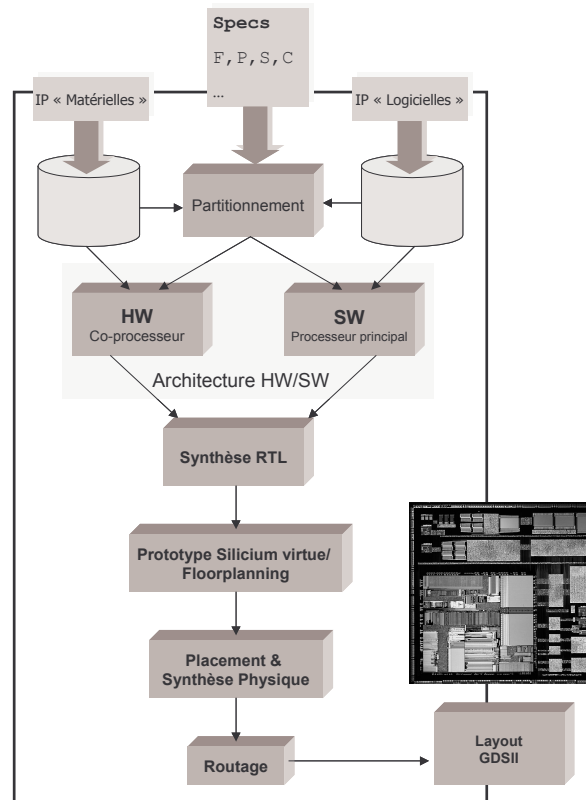 Specs
F,P,S,C
...
IP « Matérielles »
IP « Logicielles »
Partitionnement
HW
Co-processeur
SW
Processeur principal
Architecture HW/SW
Synthèse RTL
Prototype Silicium virtue/
Floorplanning
Placement &
Synthèse Physique
Routage
Layout
GDSII